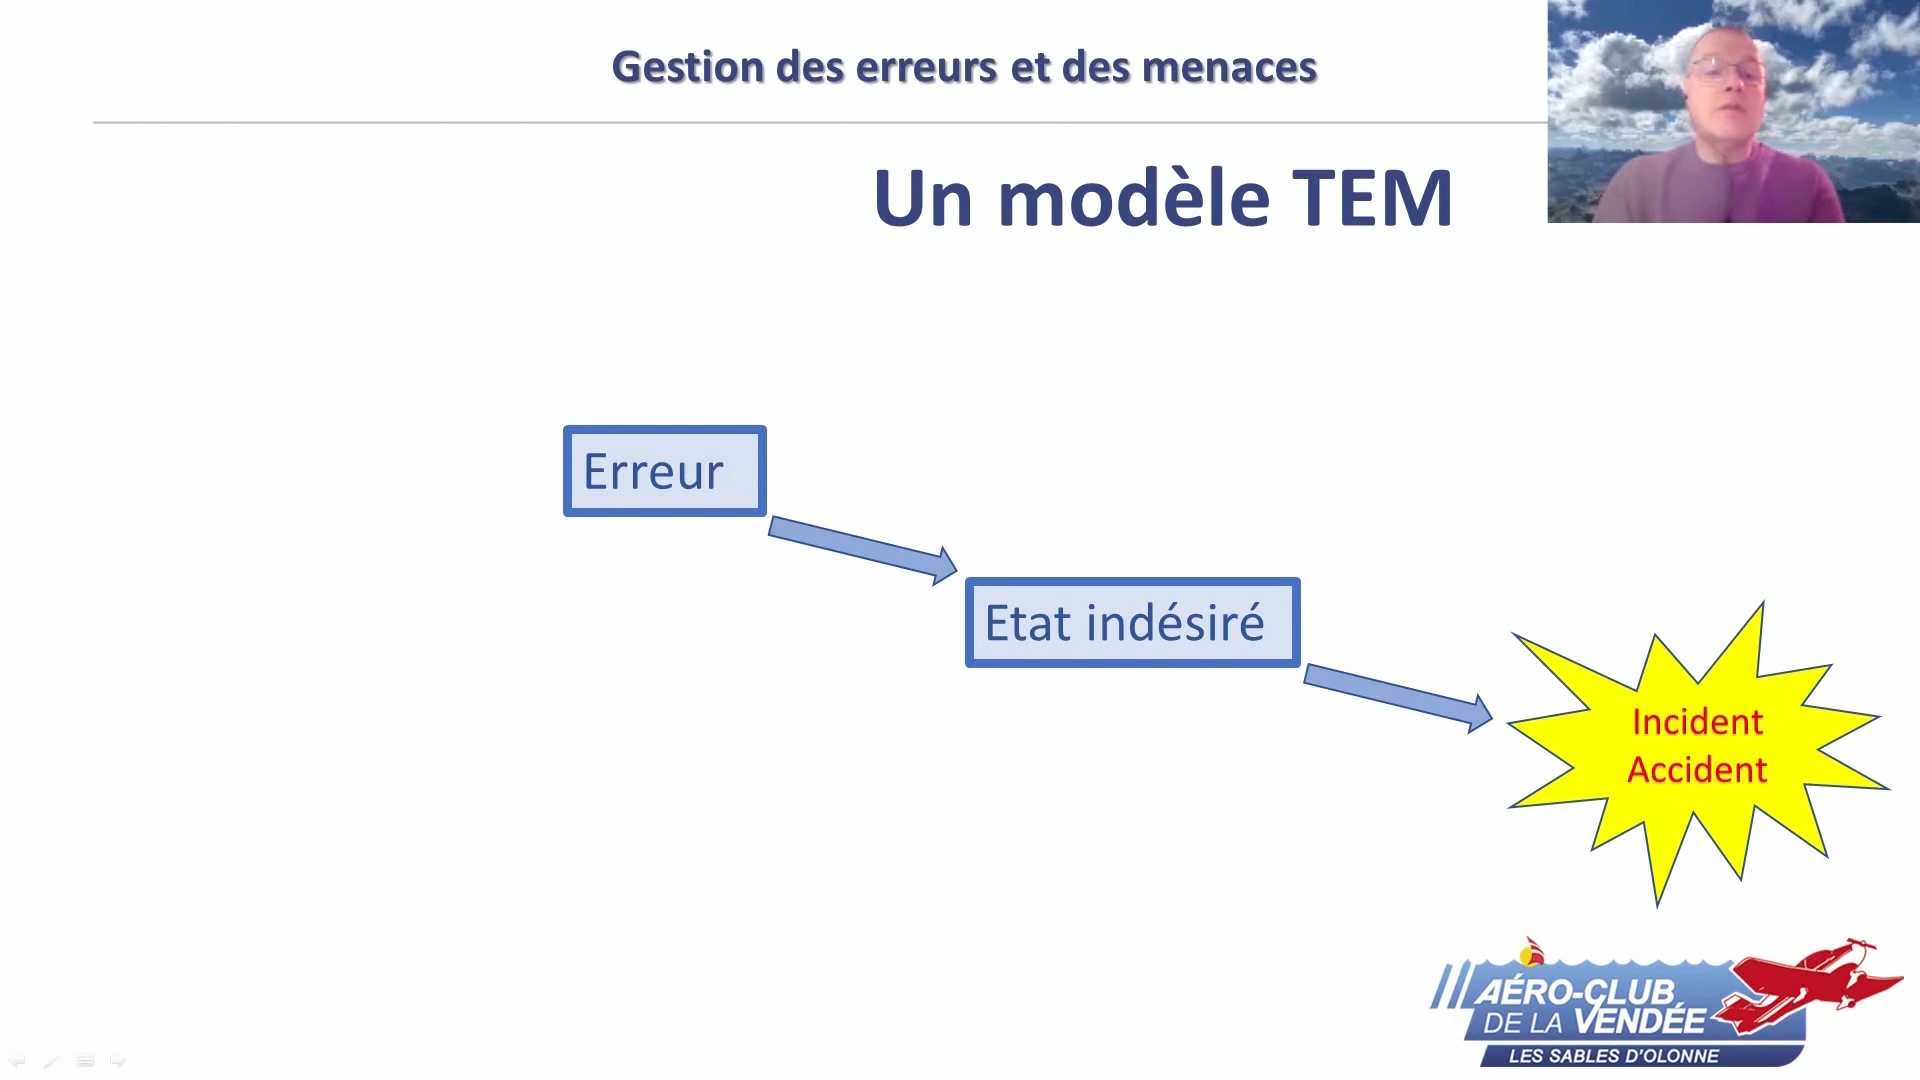 Gestion des erreurs et des menaces
Un modèle TEM
Erreur
Etat indésiré
Incident
Accident
AÉRO-CLUB
DE LA VENDÉE
LES SABLES D'OLONNE